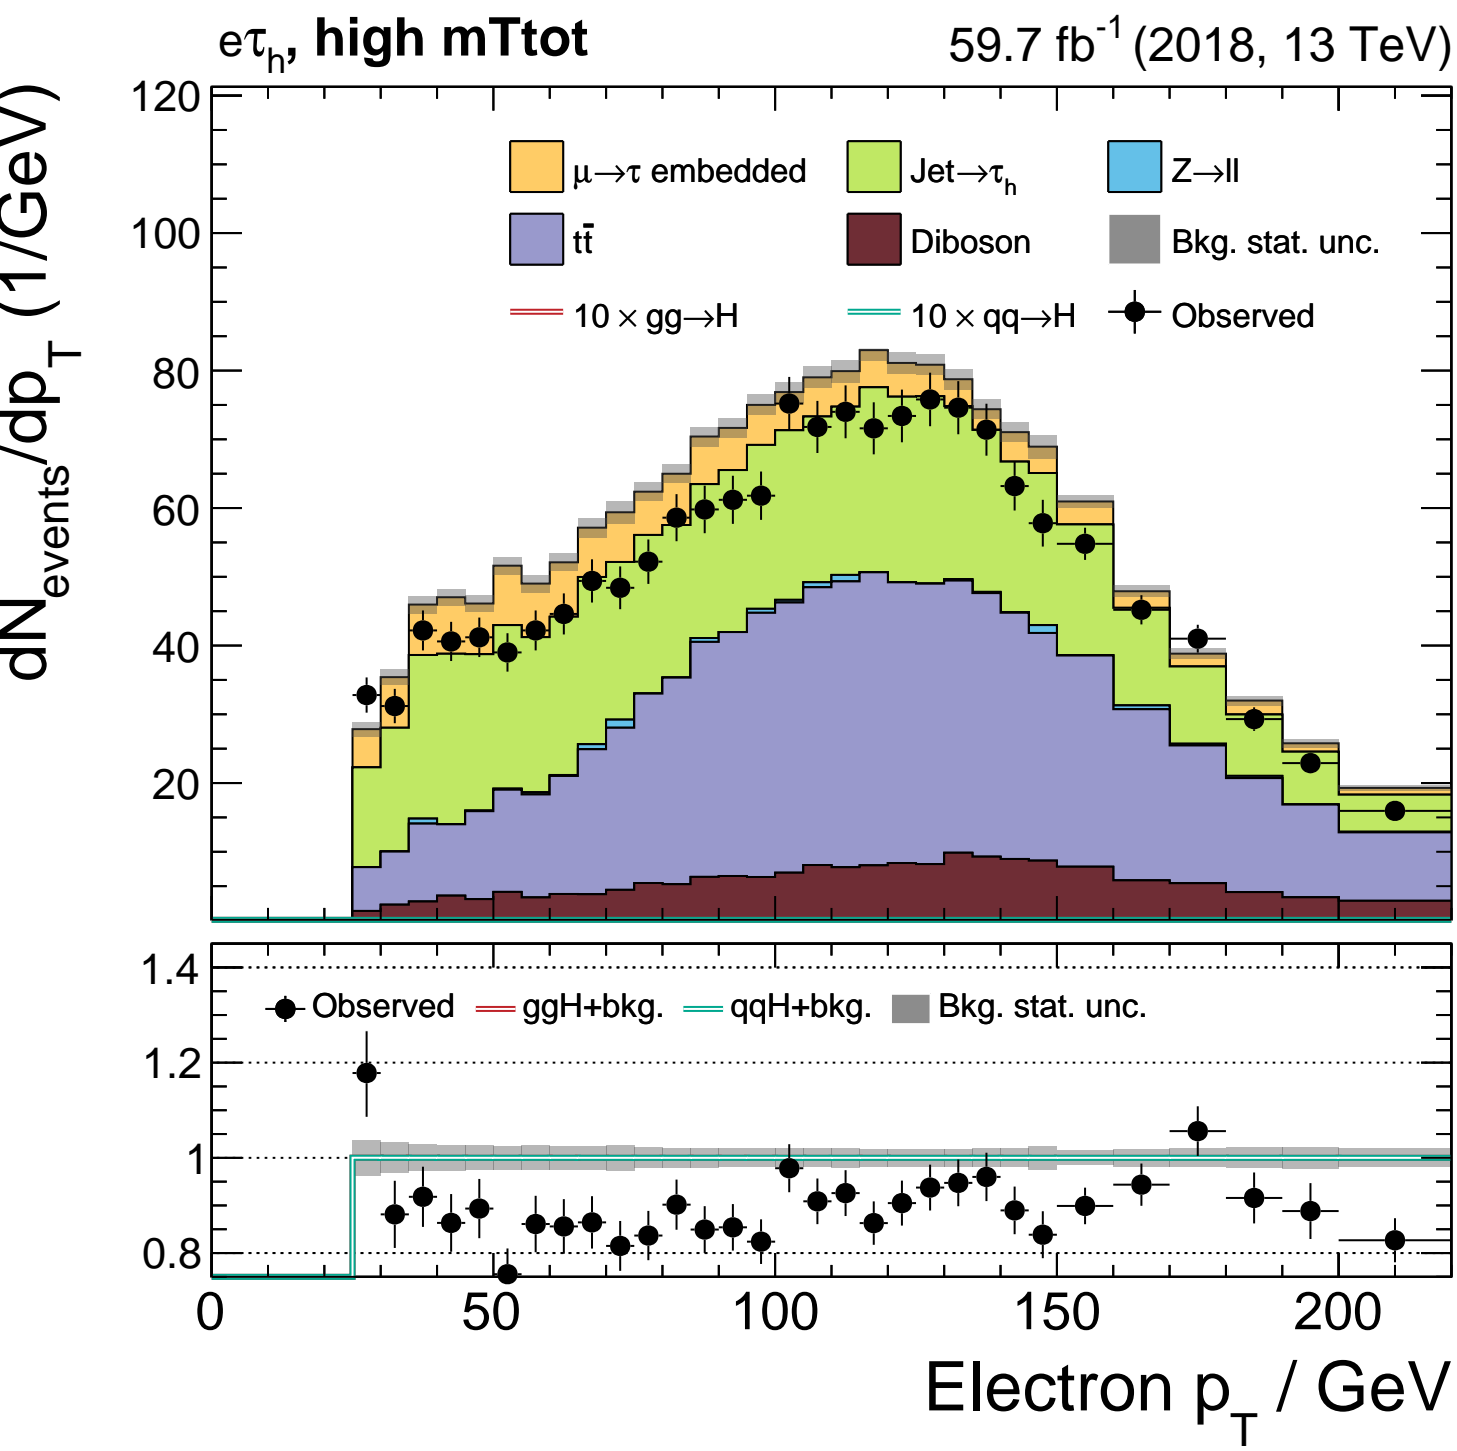 eτh, high mTtot 59.7 fb-1 (2018, 13 TeV)
dNevents/dpT (1/GeV)
120
100
80
60
40
20
μ→τ embedded Jet→τh Z→ll
tt̄ Diboson Bkg. stat. unc.
10 × gg→H 10 × qq→H Observed
1.4
1.2
1
0.8
Observed ggH+bkg. qqH+bkg. Bkg. stat. unc.
0 50 100 150 200
Electron pT / GeV